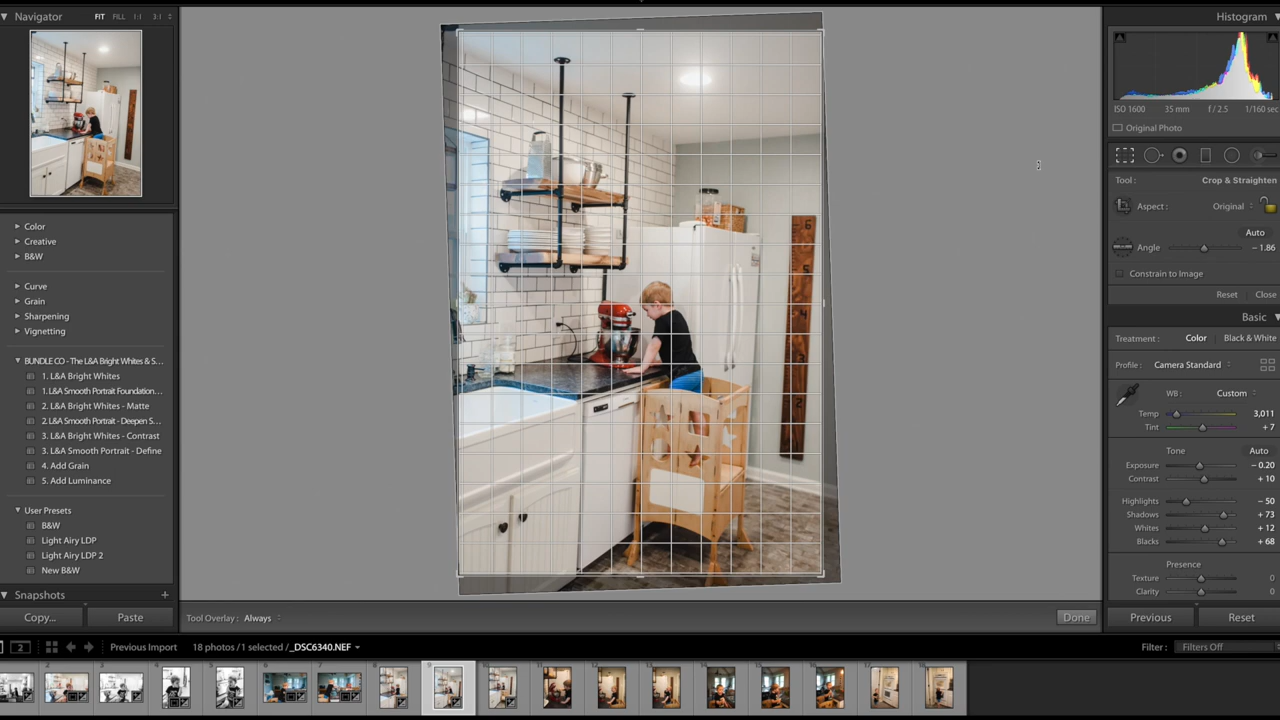 Navigator FIT FILL 1:1 3:1
Histogram
ISO 1600 35 mm f / 2.5 1/160 sec
Original Photo
Tool : Crop & Straighten
Aspect : Original
Auto
Angle − 1.86
Constrain to Image
Reset Close
Basic
Treatment : Color Black & White
Profile : Camera Standard
WB : Custom
Temp 3,011
Tint + 7
Tone Auto
Exposure − 0.20
Contrast + 10
Highlights − 50
Shadows + 73
Whites + 12
Blacks + 68
Presence
Texture 0
Clarity 0
Previous Reset
Color
Creative
B&W
Curve
Grain
Sharpening
Vignetting
BUNDLE CO - The L&A Bright Whites & S...
1. L&A Bright Whites
1. L&A Smooth Portrait Foundation...
2. L&A Bright Whites - Matte
2. L&A Smooth Portrait - Deepen S...
3. L&A Bright Whites - Contrast
3. L&A Smooth Portrait - Define
4. Add Grain
5. Add Luminance
User Presets
B&W
Light Airy LDP
Light Airy LDP 2
New B&W
Snapshots +
Copy... Paste
Tool Overlay : Always Done
2 Previous Import 18 photos / 1 selected / _DSC6340.NEF Filter : Filters Off
6
5
4
3
2